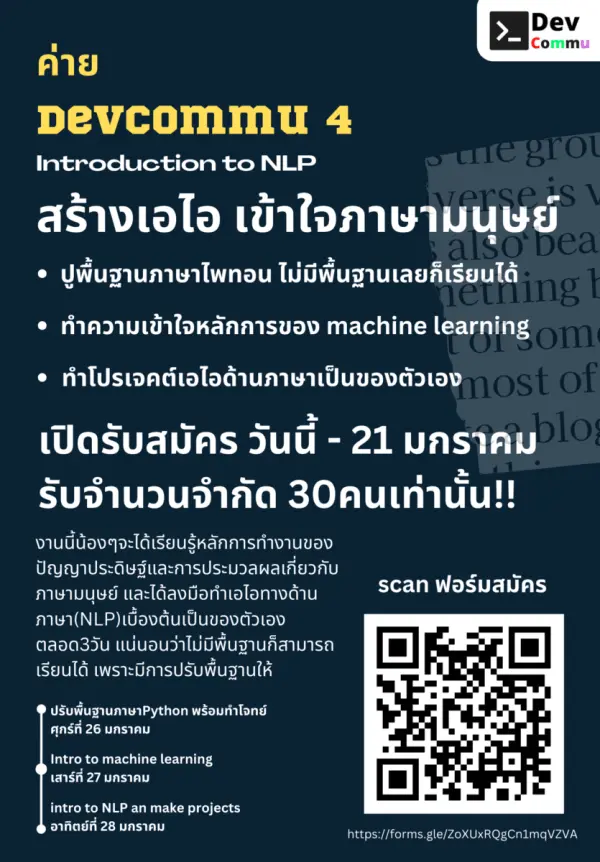 Dev
Commu
ค่าย
Devcommu 4
Introduction to NLP
สร้างเอไอ เข้าใจภาษามนุษย์
• ปูพื้นฐานภาษาไพทอน ไม่มีพื้นฐานเลยก็เรียนได้
• ทำความเข้าใจหลักการของ machine learning
• ทำโปรเจคต์เอไอด้านภาษาเป็นของตัวเอง
เปิดรับสมัคร วันนี้ - 21 มกราคม
รับจำนวนจำกัด 30คนเท่านั้น!!
งานนี้น้องๆจะได้เรียนรู้หลักการทำงานของ
ปัญญาประดิษฐ์และการประมวลผลเกี่ยวกับ
ภาษามนุษย์ และได้ลงมือทำเอไอทางด้าน
ภาษา(NLP)เบื้องต้นเป็นของตัวเอง
ตลอด3วัน แน่นอนว่าไม่มีพื้นฐานก็สามารถ
เรียนได้ เพราะมีการปรับพื้นฐานให้
ปรับพื้นฐานภาษาPython พร้อมทำโจทย์
ศุกร์ที่ 26 มกราคม
Intro to machine learning
เสาร์ที่ 27 มกราคม
intro to NLP an make projects
อาทิตย์ที่ 28 มกราคม
scan ฟอร์มสมัคร
https://forms.gle/ZoXUxRQgCn1mqVZVA
the grou
verse is v
also bea
nething b
t of some
most of
te a blog